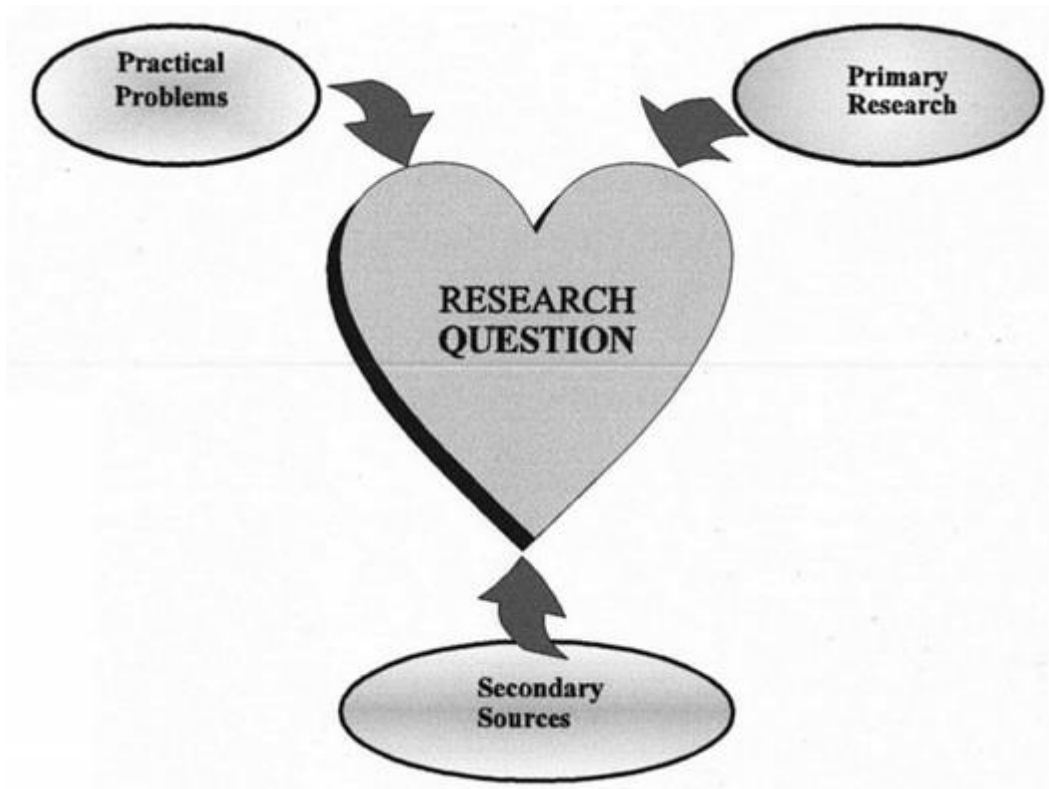 Practical
Problems
Primary
Research
RESEARCH
QUESTION
Secondary
Sources